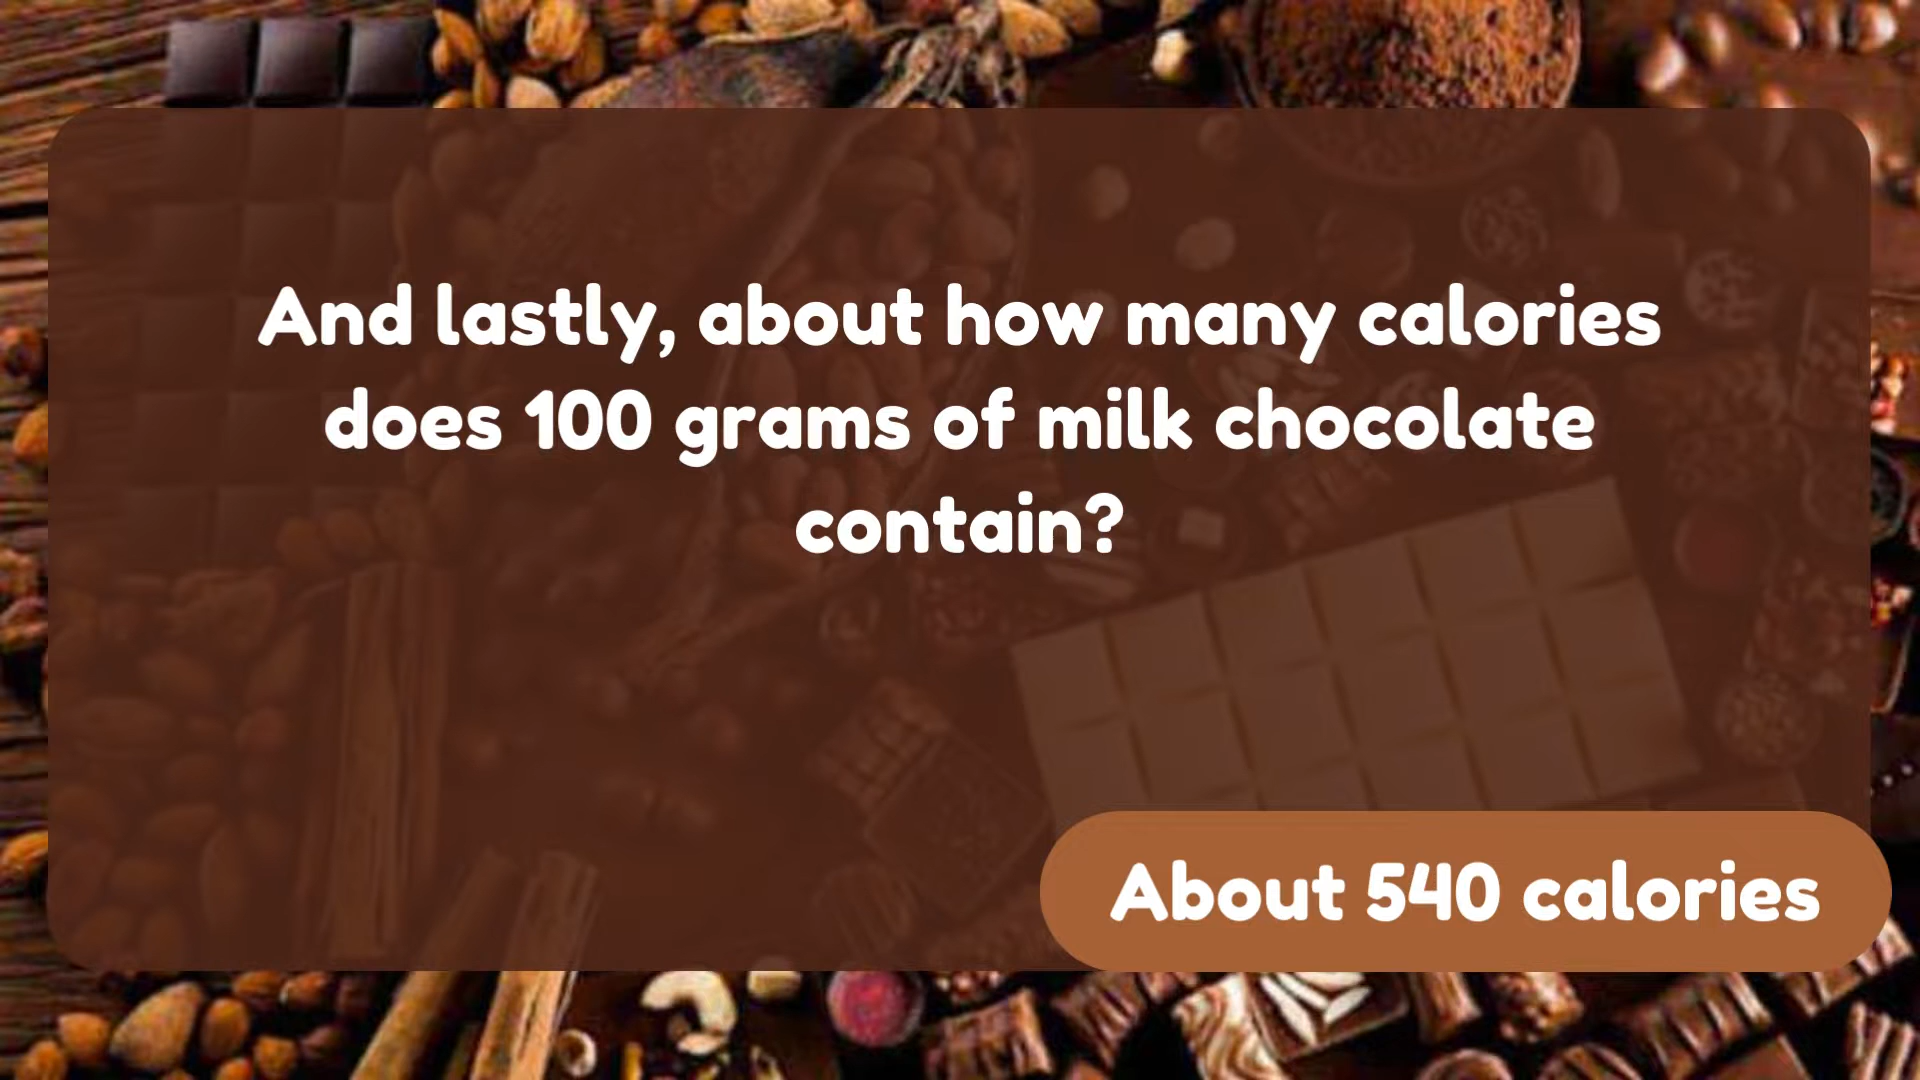 And lastly, about how many calories
does 100 grams of milk chocolate
contain?
About 540 calories